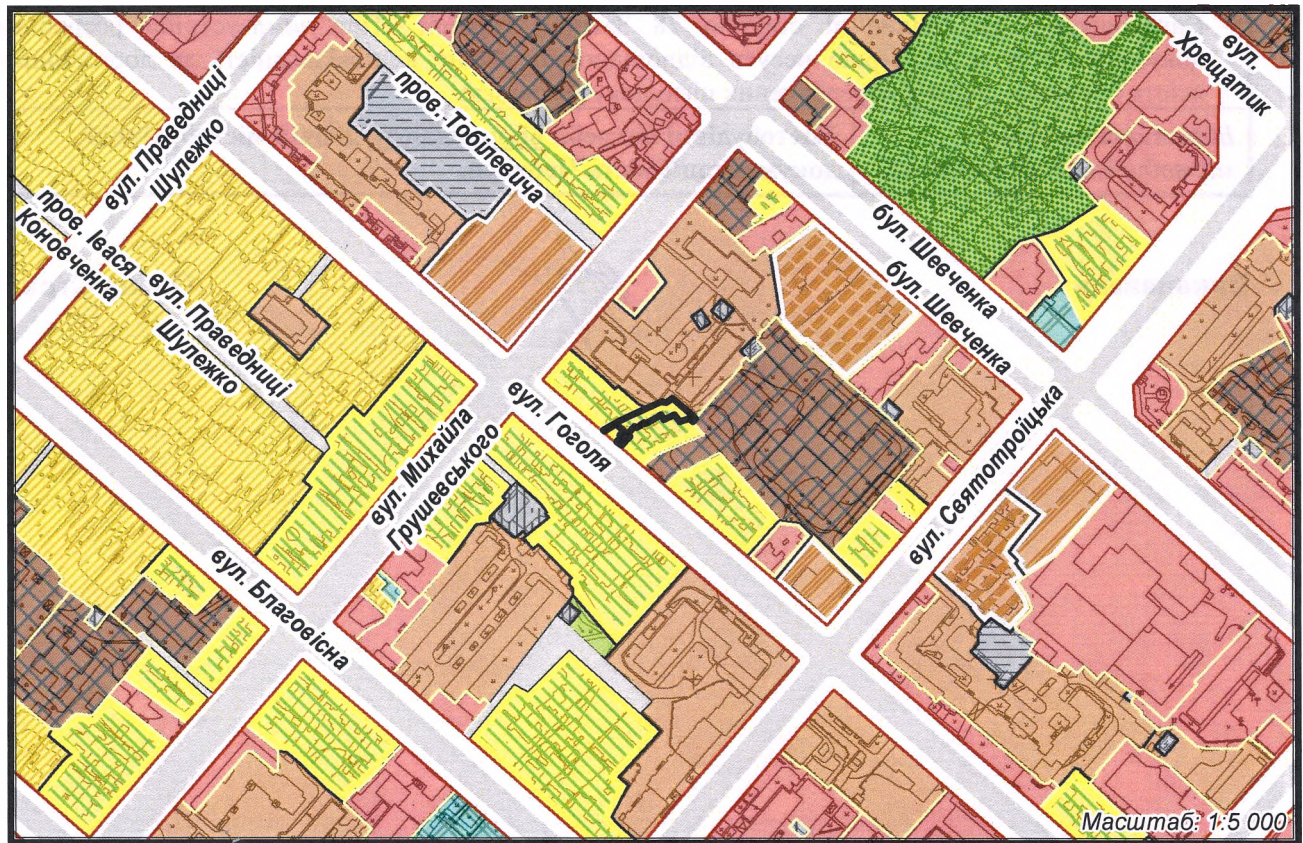 вул.
Хрещатик
вул. Праведниці
Шулежко
пров. Тобілевича
пров. Івася
Коновченка
вул. Праведниці
Шулежко
бул. Шевченка
бул. Шевченка
вул. Гоголя
вул. Михайла
Грушевського
вул. Святотроїцька
вул. Благовісна
Масштаб: 1:5 000